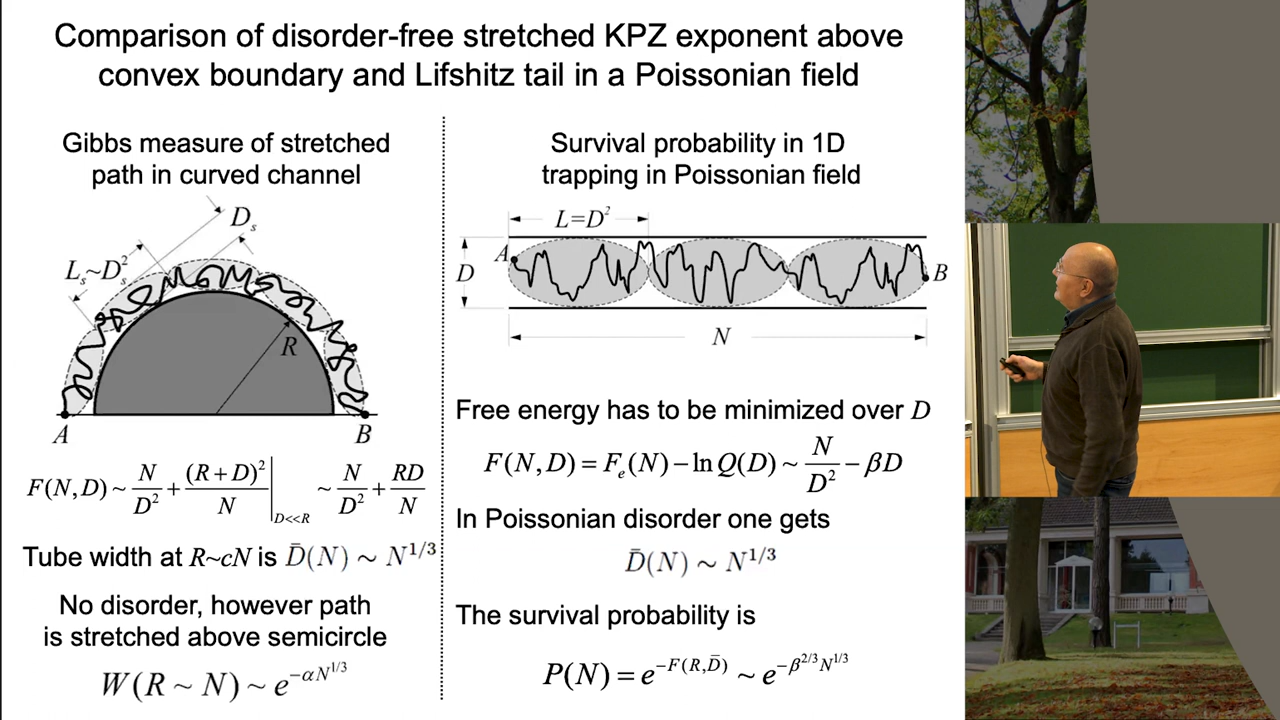 Comparison of disorder-free stretched KPZ exponent above
convex boundary and Lifshitz tail in a Poissonian field
Gibbs measure of stretched
path in curved channel
D_s
L_s~D_s^2
R
A
B
F(N,D) ~ N/D^2 + (R+D)^2/N |_{D<<R} ~ N/D^2 + RD/N
Tube width at R~cN is D̄(N) ∼ N^{1/3}
No disorder, however path
is stretched above semicircle
W(R ~ N) ~ e^{-αN^{1/3}}
Survival probability in 1D
trapping in Poissonian field
L=D^2
D
A
B
N
Free energy has to be minimized over D
F(N,D) = F_e(N) − ln Q(D) ~ N/D^2 − βD
In Poissonian disorder one gets
D̄(N) ∼ N^{1/3}
The survival probability is
P(N) = e^{−F(R,D̄)} ~ e^{−β^{2/3}N^{1/3}}